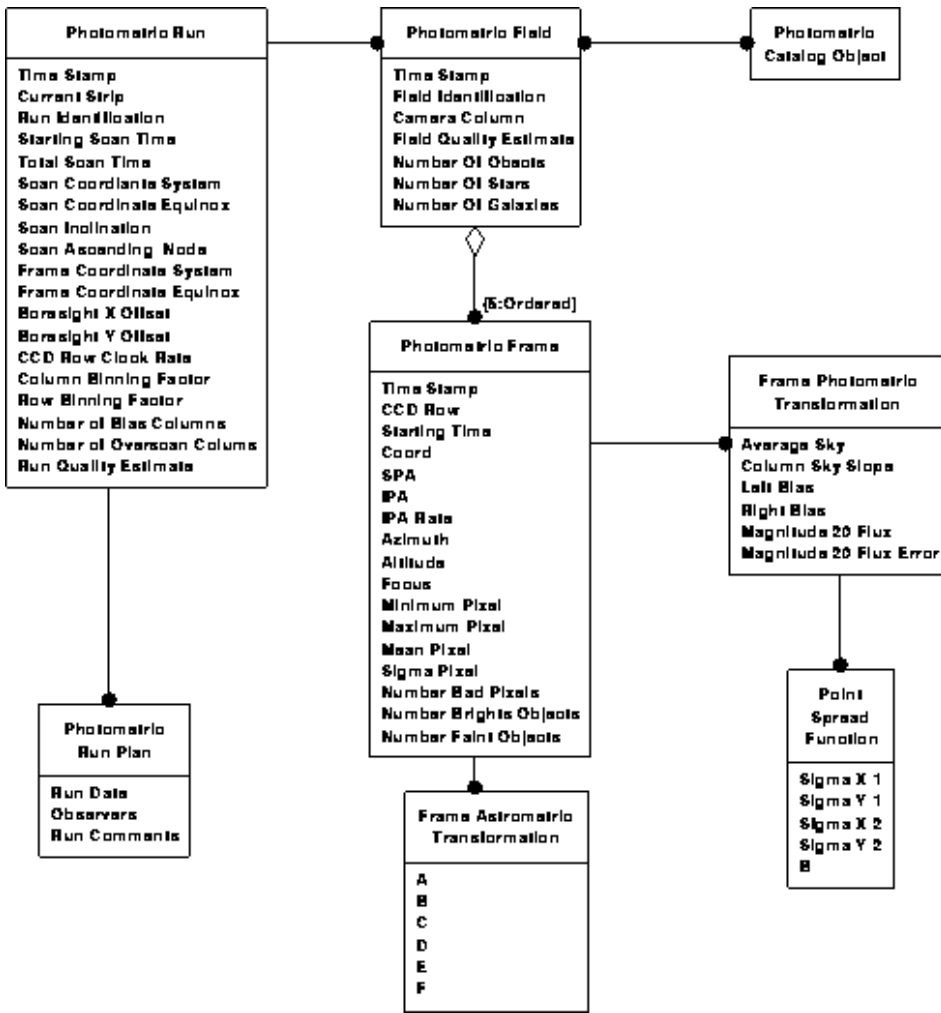 Photometric Run
Time Stamp
Current Strip
Run Identification
Starting Scan Time
Total Scan Time
Scan Coordiante System
Scan Coordinate Equinox
Scan Inclination
Scan Ascending Node
Frame Coordinate System
Frame Coordinate Equinox
Boresight X Offset
Boresight Y Offset
CCD Row Clock Rate
Column Binning Factor
Row Binning Factor
Number of Bias Columns
Number of Overscan Colums
Run Quality Estimate
Photometric Field
Time Stamp
Field Identification
Camera Column
Field Quality Estimate
Number Of Obects
Number Of Stars
Number Of Galaxies
Photometric
Catalog Object
{5:Ordered]
Photometric Frame
Time Stamp
CCD Row
Starting Time
Coord
SPA
IPA
IPA Rate
Azimuth
Altitude
Focus
Minimum Pixel
Maximum Pixel
Mean Pixel
Sigma Pixel
Number Bad Pixels
Number Brights Objects
Number Faint Objects
Frame Photometric
Transformation
Average Sky
Column Sky Slope
Left Bias
Right Bias
Magnitude 20 Flux
Magnitude 20 Flux Error
Photometric
Run Plan
Run Date
Observers
Run Comments
Frame Astrometric
Transformation
A
B
C
D
E
F
Point
Spread
Function
Sigma X 1
Sigma Y 1
Sigma X 2
Sigma Y 2
B